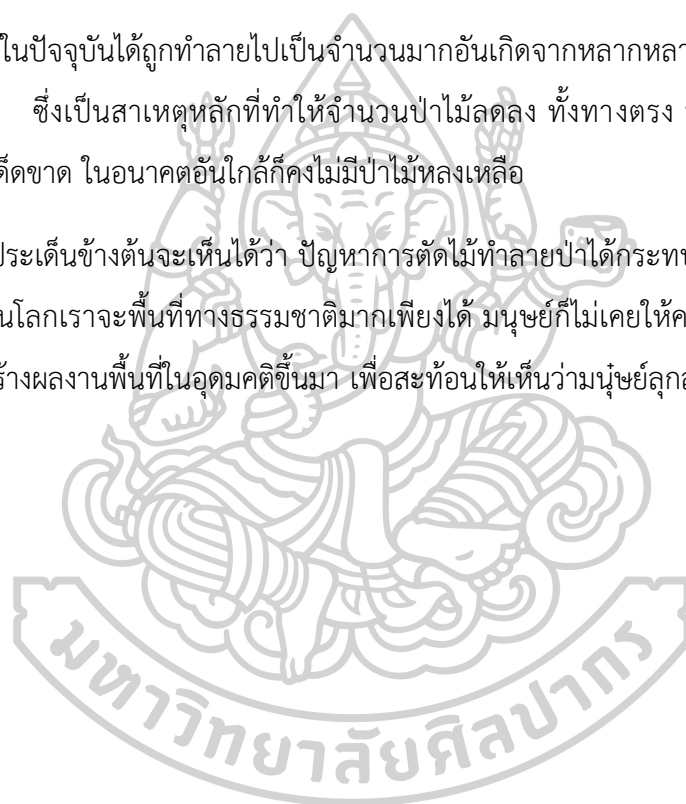 ในปัจจุบันได้ถูกทำลายไปเป็นจำนวนมากอันเกิดจากหลากหลา
ซึ่งเป็นสาเหตุหลักที่ทำให้จำนวนป่าไม้ลดลง ทั้งทางตรง
ด็ดขาด ในอนาคตอันใกล้ก็คงไม่มีป่าไม้หลงเหลือ
ประเด็นข้างต้นจะเห็นได้ว่า ปัญหาการตัดไม้ทำลายป่าได้กระทบ
นโลกเราจะพื้นที่ทางธรรมชาติมากเพียงได้ มนุษย์ก็ไม่เคยให้ค
ร้างผลงานพื้นที่ในอุดมคติขึ้นมา เพื่อสะท้อนให้เห็นว่ามนุ๋ษย์ลุกล
มหาวิทยาลัยศิลปากร